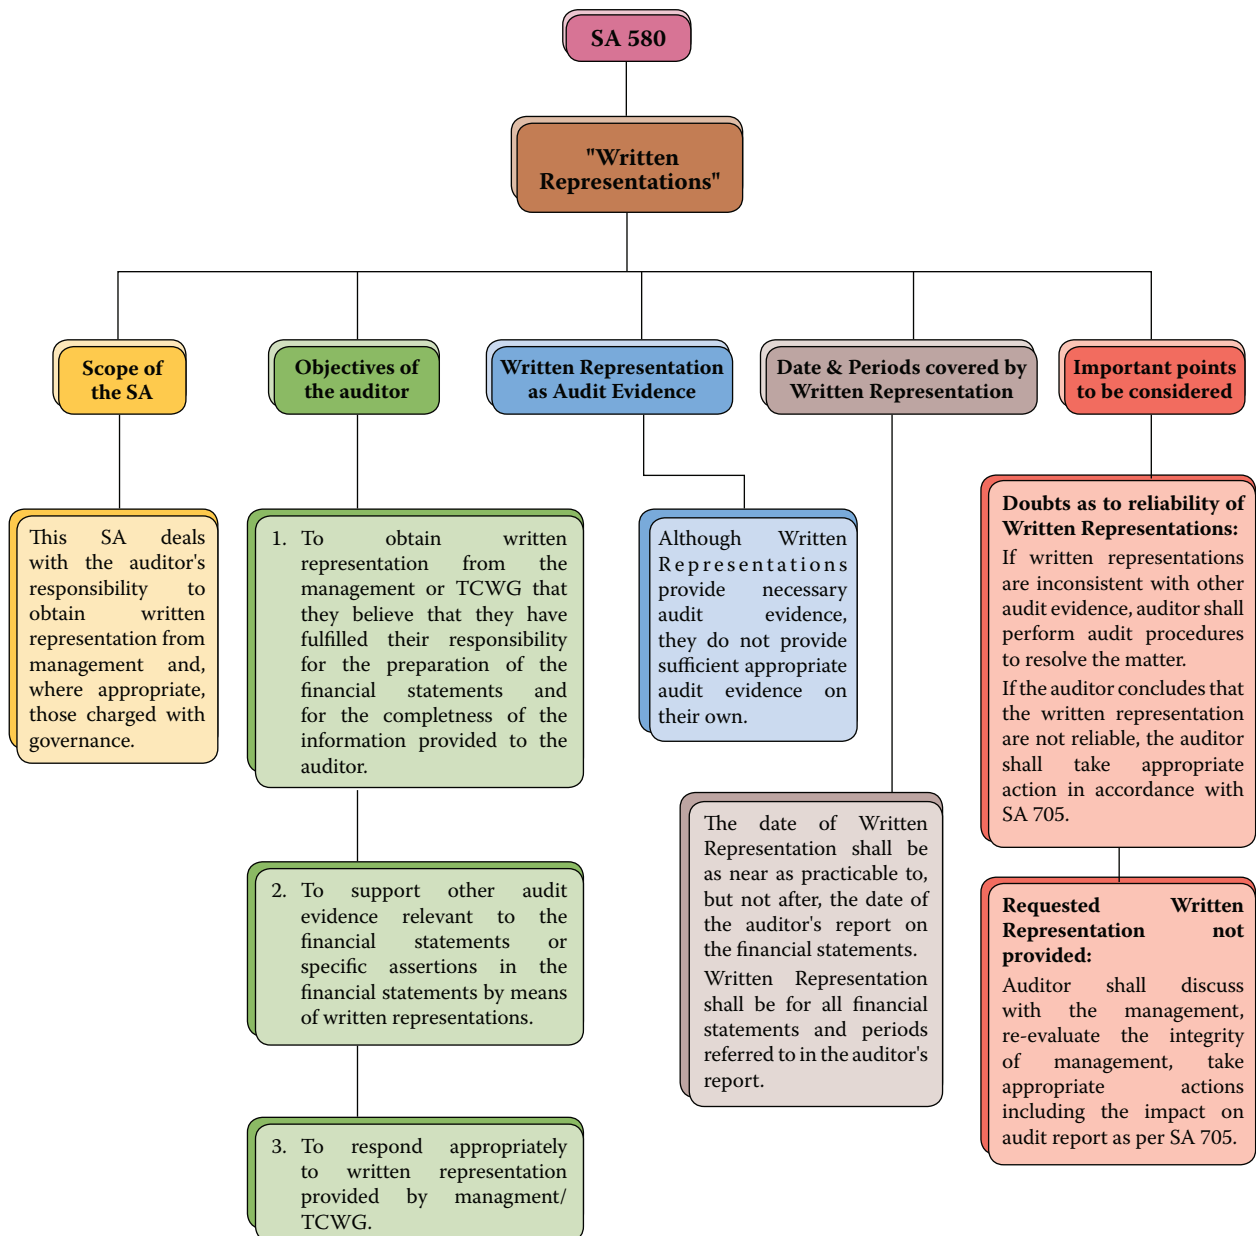 SA 580
"Written
Representations"
Scope of
the SA
Objectives of
the auditor
Written Representation
as Audit Evidence
Date & Periods covered by
Written Representation
Important points
to be considered
This SA deals
with the auditor's
responsibility to
obtain written
representation from
management and,
where appropriate,
those charged with
governance.
1. To obtain written
representation from the
management or TCWG that
they believe that they have
fulfilled their responsibility
for the preparation of the
financial statements and
for the completness of the
information provided to the
auditor.
2. To support other audit
evidence relevant to the
financial statements or
specific assertions in the
financial statements by means
of written representations.
3. To respond appropriately
to written representation
provided by managment/
TCWG.
Although Written
Representations
provide necessary
audit evidence,
they do not provide
sufficient appropriate
audit evidence on
their own.
The date of Written
Representation shall be
as near as practicable to,
but not after, the date of
the auditor's report on
the financial statements.
Written Representation
shall be for all financial
statements and periods
referred to in the auditor's
report.
Doubts as to reliability of
Written Representations:
If written representations
are inconsistent with other
audit evidence, auditor shall
perform audit procedures
to resolve the matter.
If the auditor concludes that
the written representation
are not reliable, the auditor
shall take appropriate
action in accordance with
SA 705.
Requested Written
Representation not
provided:
Auditor shall discuss
with the management,
re-evaluate the integrity
of management, take
appropriate actions
including the impact on
audit report as per SA 705.